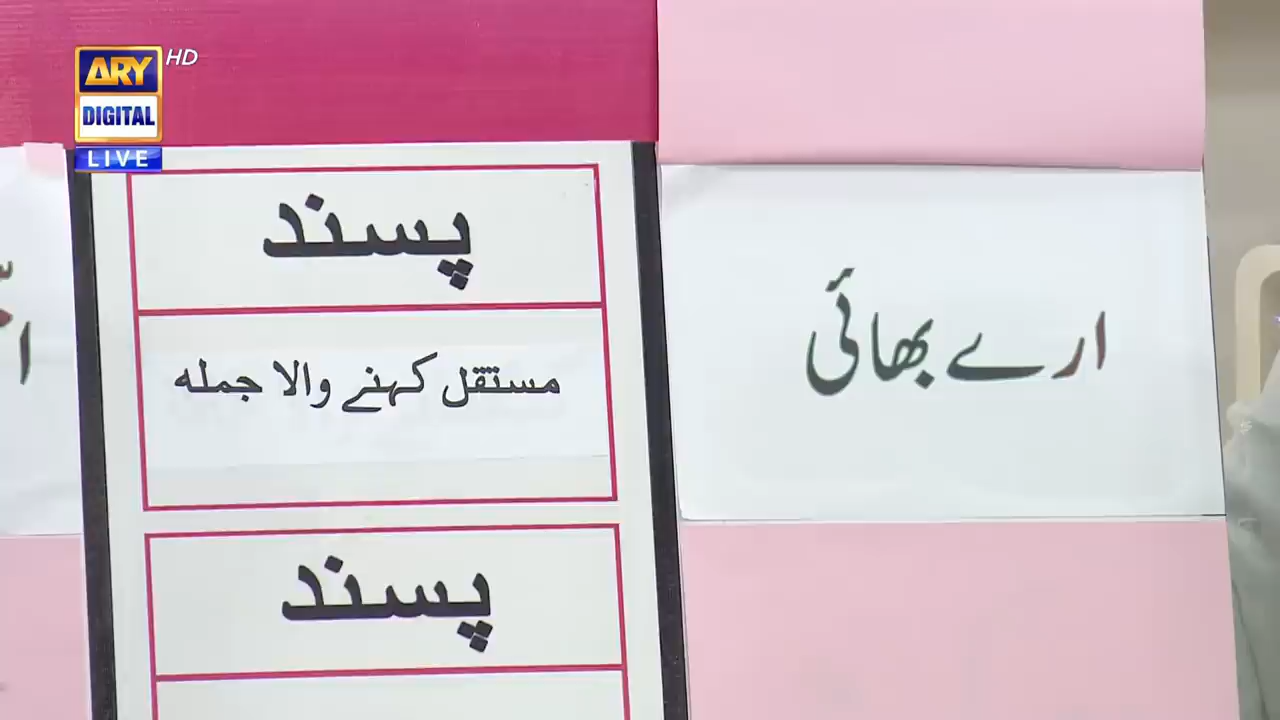 ARY HD
DIGITAL
LIVE
پسند
مستقل کہنے والا جملہ
ارے بھائی
پسند